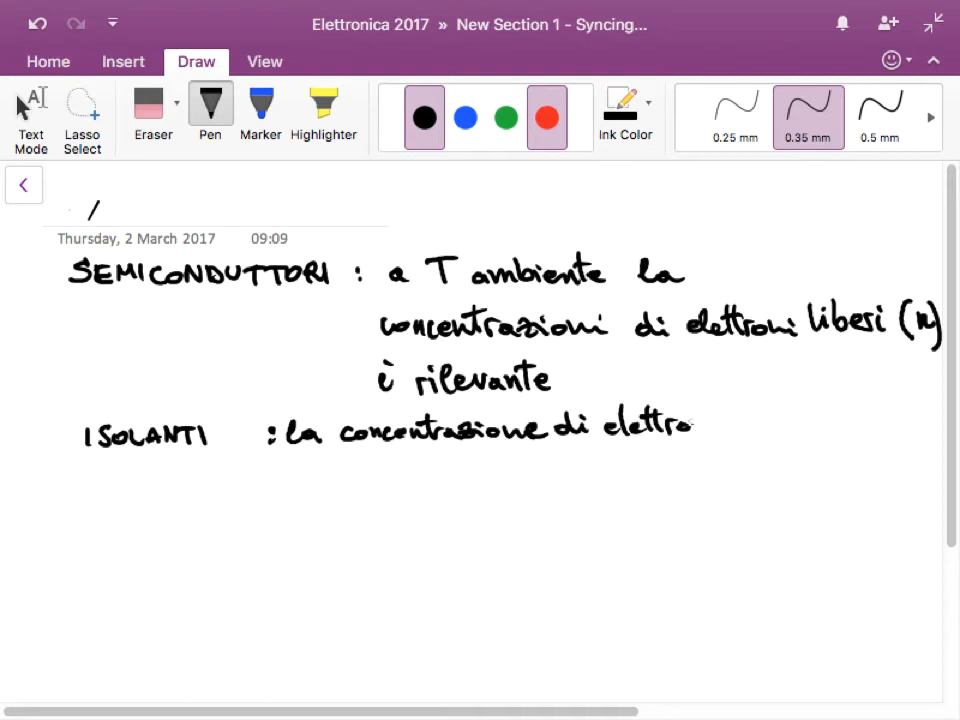 Elettronica 2017 » New Section 1 - Syncing...
Home Insert Draw View
Text Mode
Lasso Select
Eraser
Pen
Marker
Highlighter
Ink Color
0.25 mm
0.35 mm
0.5 mm
Thursday, 2 March 2017 09:09
SEMICONDUTTORI : a T ambiente la
concentrazioni di elettroni liberi (n)
è rilevante
ISOLANTI : la concentrazione di elettro